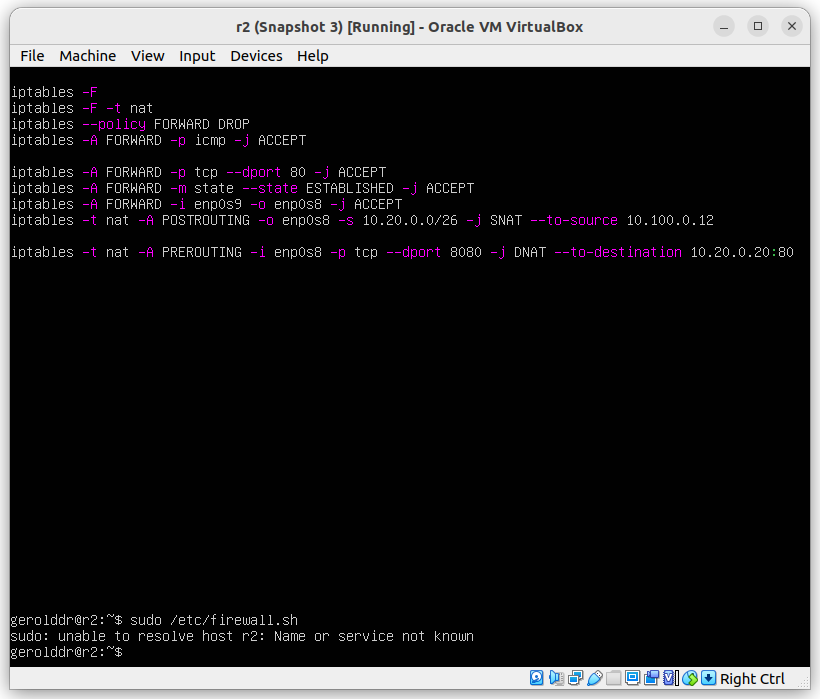 r2 (Snapshot 3) [Running] - Oracle VM VirtualBox
File Machine View Input Devices Help
iptables -F
iptables -F -t nat
iptables --policy FORWARD DROP
iptables -A FORWARD -p icmp -j ACCEPT
iptables -A FORWARD -p tcp --dport 80 -j ACCEPT
iptables -A FORWARD -m state --state ESTABLISHED -j ACCEPT
iptables -A FORWARD -i enp0s9 -o enp0s8 -j ACCEPT
iptables -t nat -A POSTROUTING -o enp0s8 -s 10.20.0.0/26 -j SNAT --to-source 10.100.0.12
iptables -t nat -A PREROUTING -i enp0s8 -p tcp --dport 8080 -j DNAT --to-destination 10.20.0.20:80
gerolddr@r2:~$ sudo /etc/firewall.sh
sudo: unable to resolve host r2: Name or service not known
gerolddr@r2:~$
Right Ctrl